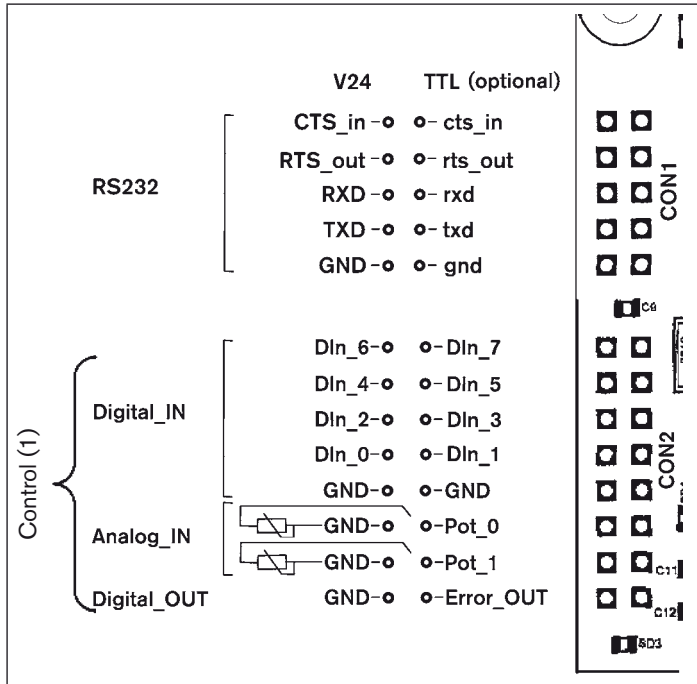 V24 TTL (optional)
CTS_in cts_in
RTS_out rts_out
RS232 RXD rxd CON1
TXD txd
GND gnd
C9
DIn_6 DIn_7
DIn_4 DIn_5
Digital_IN DIn_2 DIn_3
Control (1) DIn_0 DIn_1 CON2
GND GND
Analog_IN GND Pot_0
GND Pot_1 C11
Digital_OUT GND Error_OUT C12
SD3